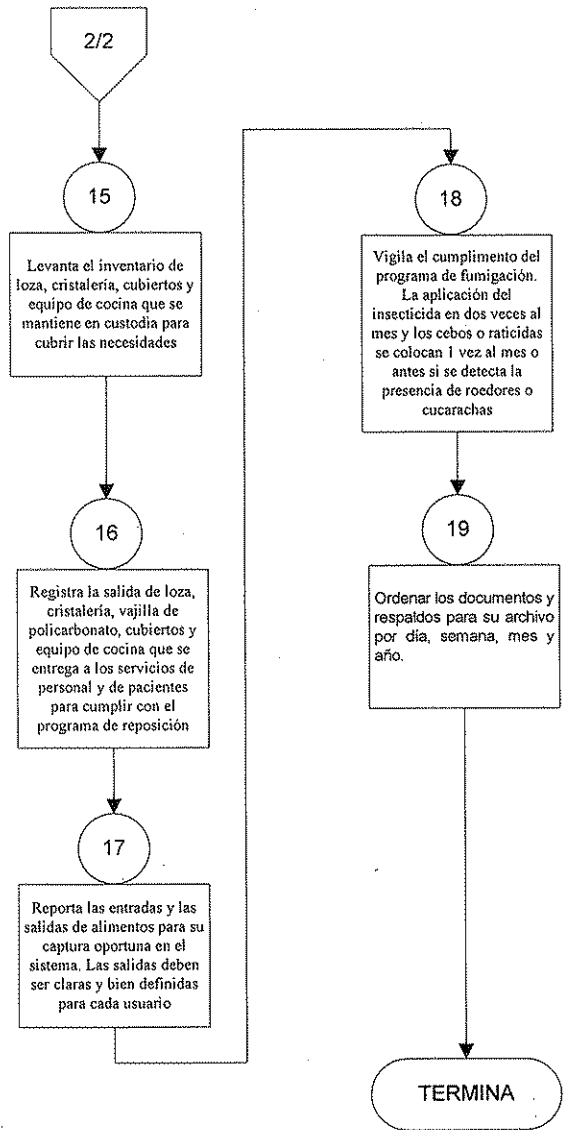 2/2
15
Levanta el inventario de
loza, cristalería, cubiertos y
equipo de cocina que se
mantiene en custodia para
cubrir las necesidades
16
Registra la salida de loza,
cristalería, vajilla de
policarbonato, cubiertos y
equipo de cocina que se
entrega a los servicios de
personal y de pacientes
para cumplir con el
programa de reposición
17
Reporta las entradas y las
salidas de alimentos para su
captura oportuna en el
sistema. Las salidas deben
ser claras y bien definidas
para cada usuario
18
Vigila el cumplimento del
programa de fumigación.
La aplicación del
insecticida en dos veces al
mes y los cebos o raticidas
se colocan 1 vez al mes o
antes si se detecta la
presencia de roedores o
cucarachas
19
Ordenar los documentos y
respaldos para su archivo
por día, semana, mes y
año.
TERMINA